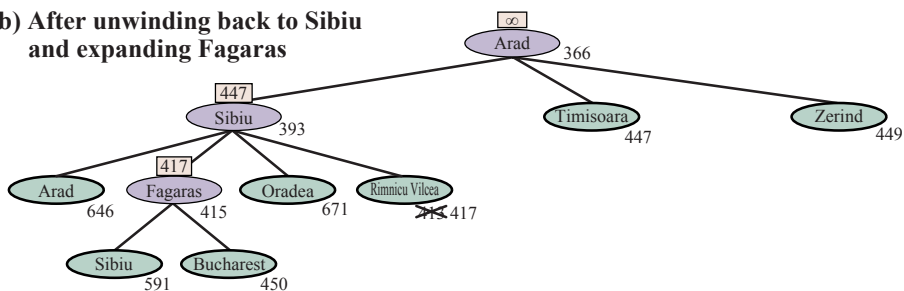 b) After unwinding back to Sibiu
and expanding Fagaras
∞
Arad
366
447
Sibiu
393
Timisoara
447
Zerind
449
Arad
646
417
Fagaras
415
Oradea
671
Rimnicu Vilcea
413 417
Sibiu
591
Bucharest
450